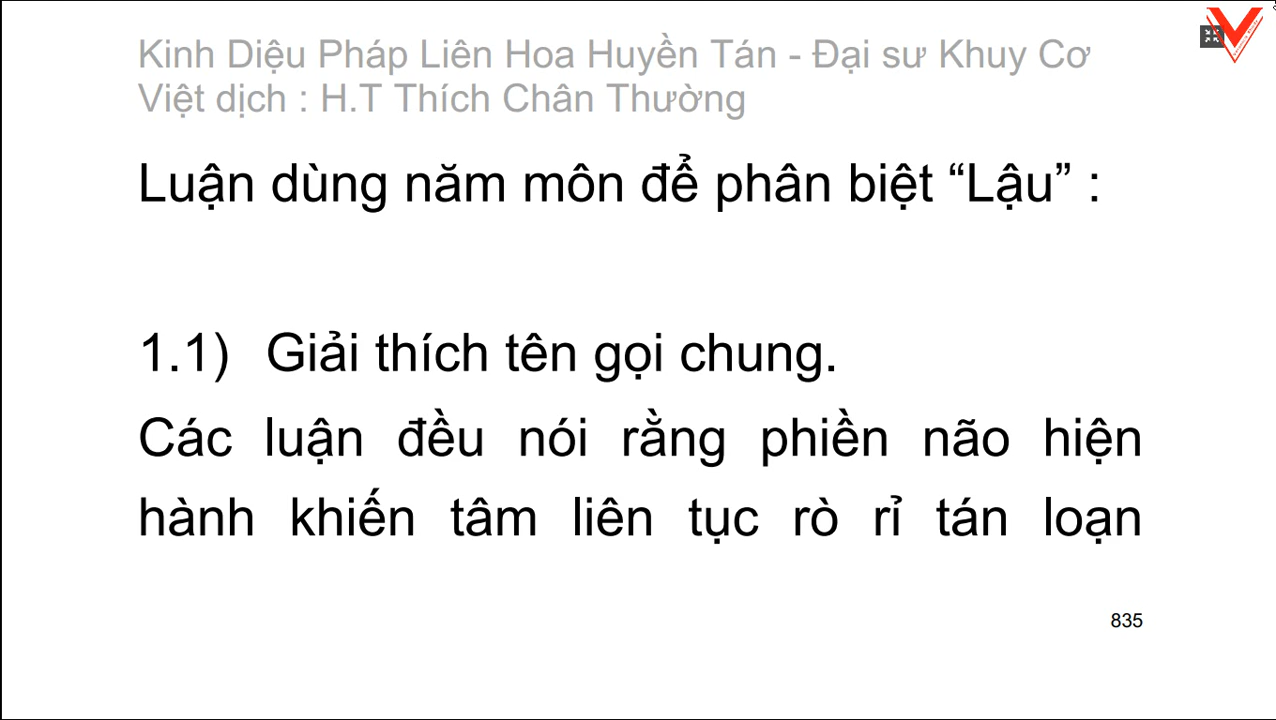 Kinh Diệu Pháp Liên Hoa Huyền Tán - Đại sư Khuy Cơ
Việt dịch : H.T Thích Chân Thường
Luận dùng năm môn để phân biệt “Lậu” :
1.1) Giải thích tên gọi chung.
Các luận đều nói rằng phiền não hiện
hành khiến tâm liên tục rò rỉ tán loạn
835